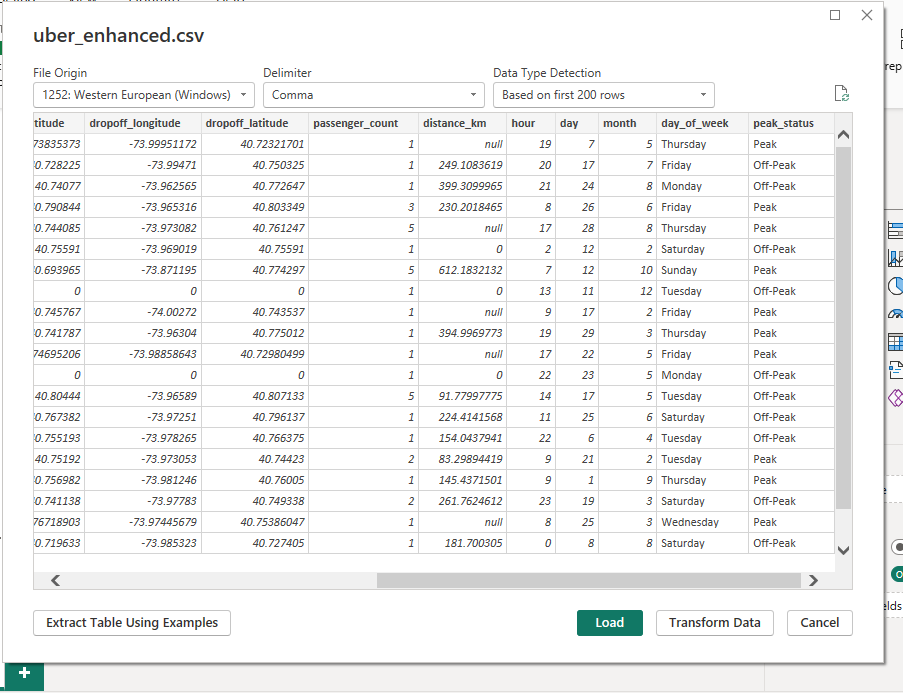 uber_enhanced.csv
File Origin Delimiter Data Type Detection
1252: Western European (Windows) Comma Based on first 200 rows
titude dropoff_longitude dropoff_latitude passenger_count distance_km hour day month day_of_week peak_status
73835373 -73.99951172 40.72321701 1 null 19 7 5 Thursday Peak
0.728225 -73.99471 40.750325 1 249.1083619 20 17 7 Friday Off-Peak
40.74077 -73.962565 40.772647 1 399.3099965 21 24 8 Monday Off-Peak
0.790844 -73.965316 40.803349 3 230.2018465 8 26 6 Friday Peak
0.744085 -73.973082 40.761247 5 null 17 28 8 Thursday Peak
40.75591 -73.969019 40.75591 1 0 2 12 2 Saturday Off-Peak
0.693965 -73.871195 40.774297 5 612.1832132 7 12 10 Sunday Peak
0 0 0 1 0 13 11 12 Tuesday Off-Peak
0.745767 -74.00272 40.743537 1 null 9 17 2 Friday Peak
0.741787 -73.96304 40.775012 1 394.9969773 19 29 3 Thursday Peak
74695206 -73.98858643 40.72980499 1 null 17 22 5 Friday Peak
0 0 0 1 0 22 23 5 Monday Off-Peak
40.80444 -73.96589 40.807133 5 91.77997775 14 17 5 Tuesday Off-Peak
0.767382 -73.97251 40.796137 1 224.4141568 11 25 6 Saturday Off-Peak
0.755193 -73.978265 40.766375 1 154.0437941 22 6 4 Tuesday Off-Peak
40.75192 -73.973053 40.74423 2 83.29894419 9 21 2 Tuesday Peak
0.756982 -73.981246 40.76005 1 145.4371501 9 1 9 Thursday Peak
0.741138 -73.97783 40.749338 2 261.7624612 23 19 3 Saturday Off-Peak
76718903 -73.97445679 40.75386047 1 null 8 25 3 Wednesday Peak
0.719633 -73.985323 40.727405 1 181.700305 0 8 8 Saturday Off-Peak
Extract Table Using Examples Load Transform Data Cancel